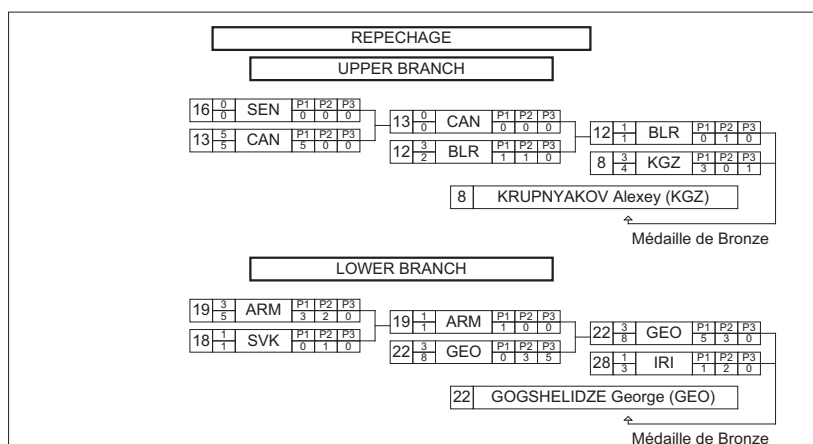 REPECHAGE
UPPER BRANCH
16 0 0 SEN P1 P2 P3 0 0 0
13 5 5 CAN P1 P2 P3 5 0 0
13 0 0 CAN P1 P2 P3 0 0 0
12 3 2 BLR P1 P2 P3 1 1 0
12 1 1 BLR P1 P2 P3 0 1 0
8 3 4 KGZ P1 P2 P3 3 0 1
8 KRUPNYAKOV Alexey (KGZ)
Médaille de Bronze
LOWER BRANCH
19 3 5 ARM P1 P2 P3 3 2 0
18 1 1 SVK P1 P2 P3 0 1 0
19 1 1 ARM P1 P2 P3 1 0 0
22 3 8 GEO P1 P2 P3 0 3 5
22 3 8 GEO P1 P2 P3 5 3 0
28 1 3 IRI P1 P2 P3 1 2 0
22 GOGSHELIDZE George (GEO)
Médaille de Bronze